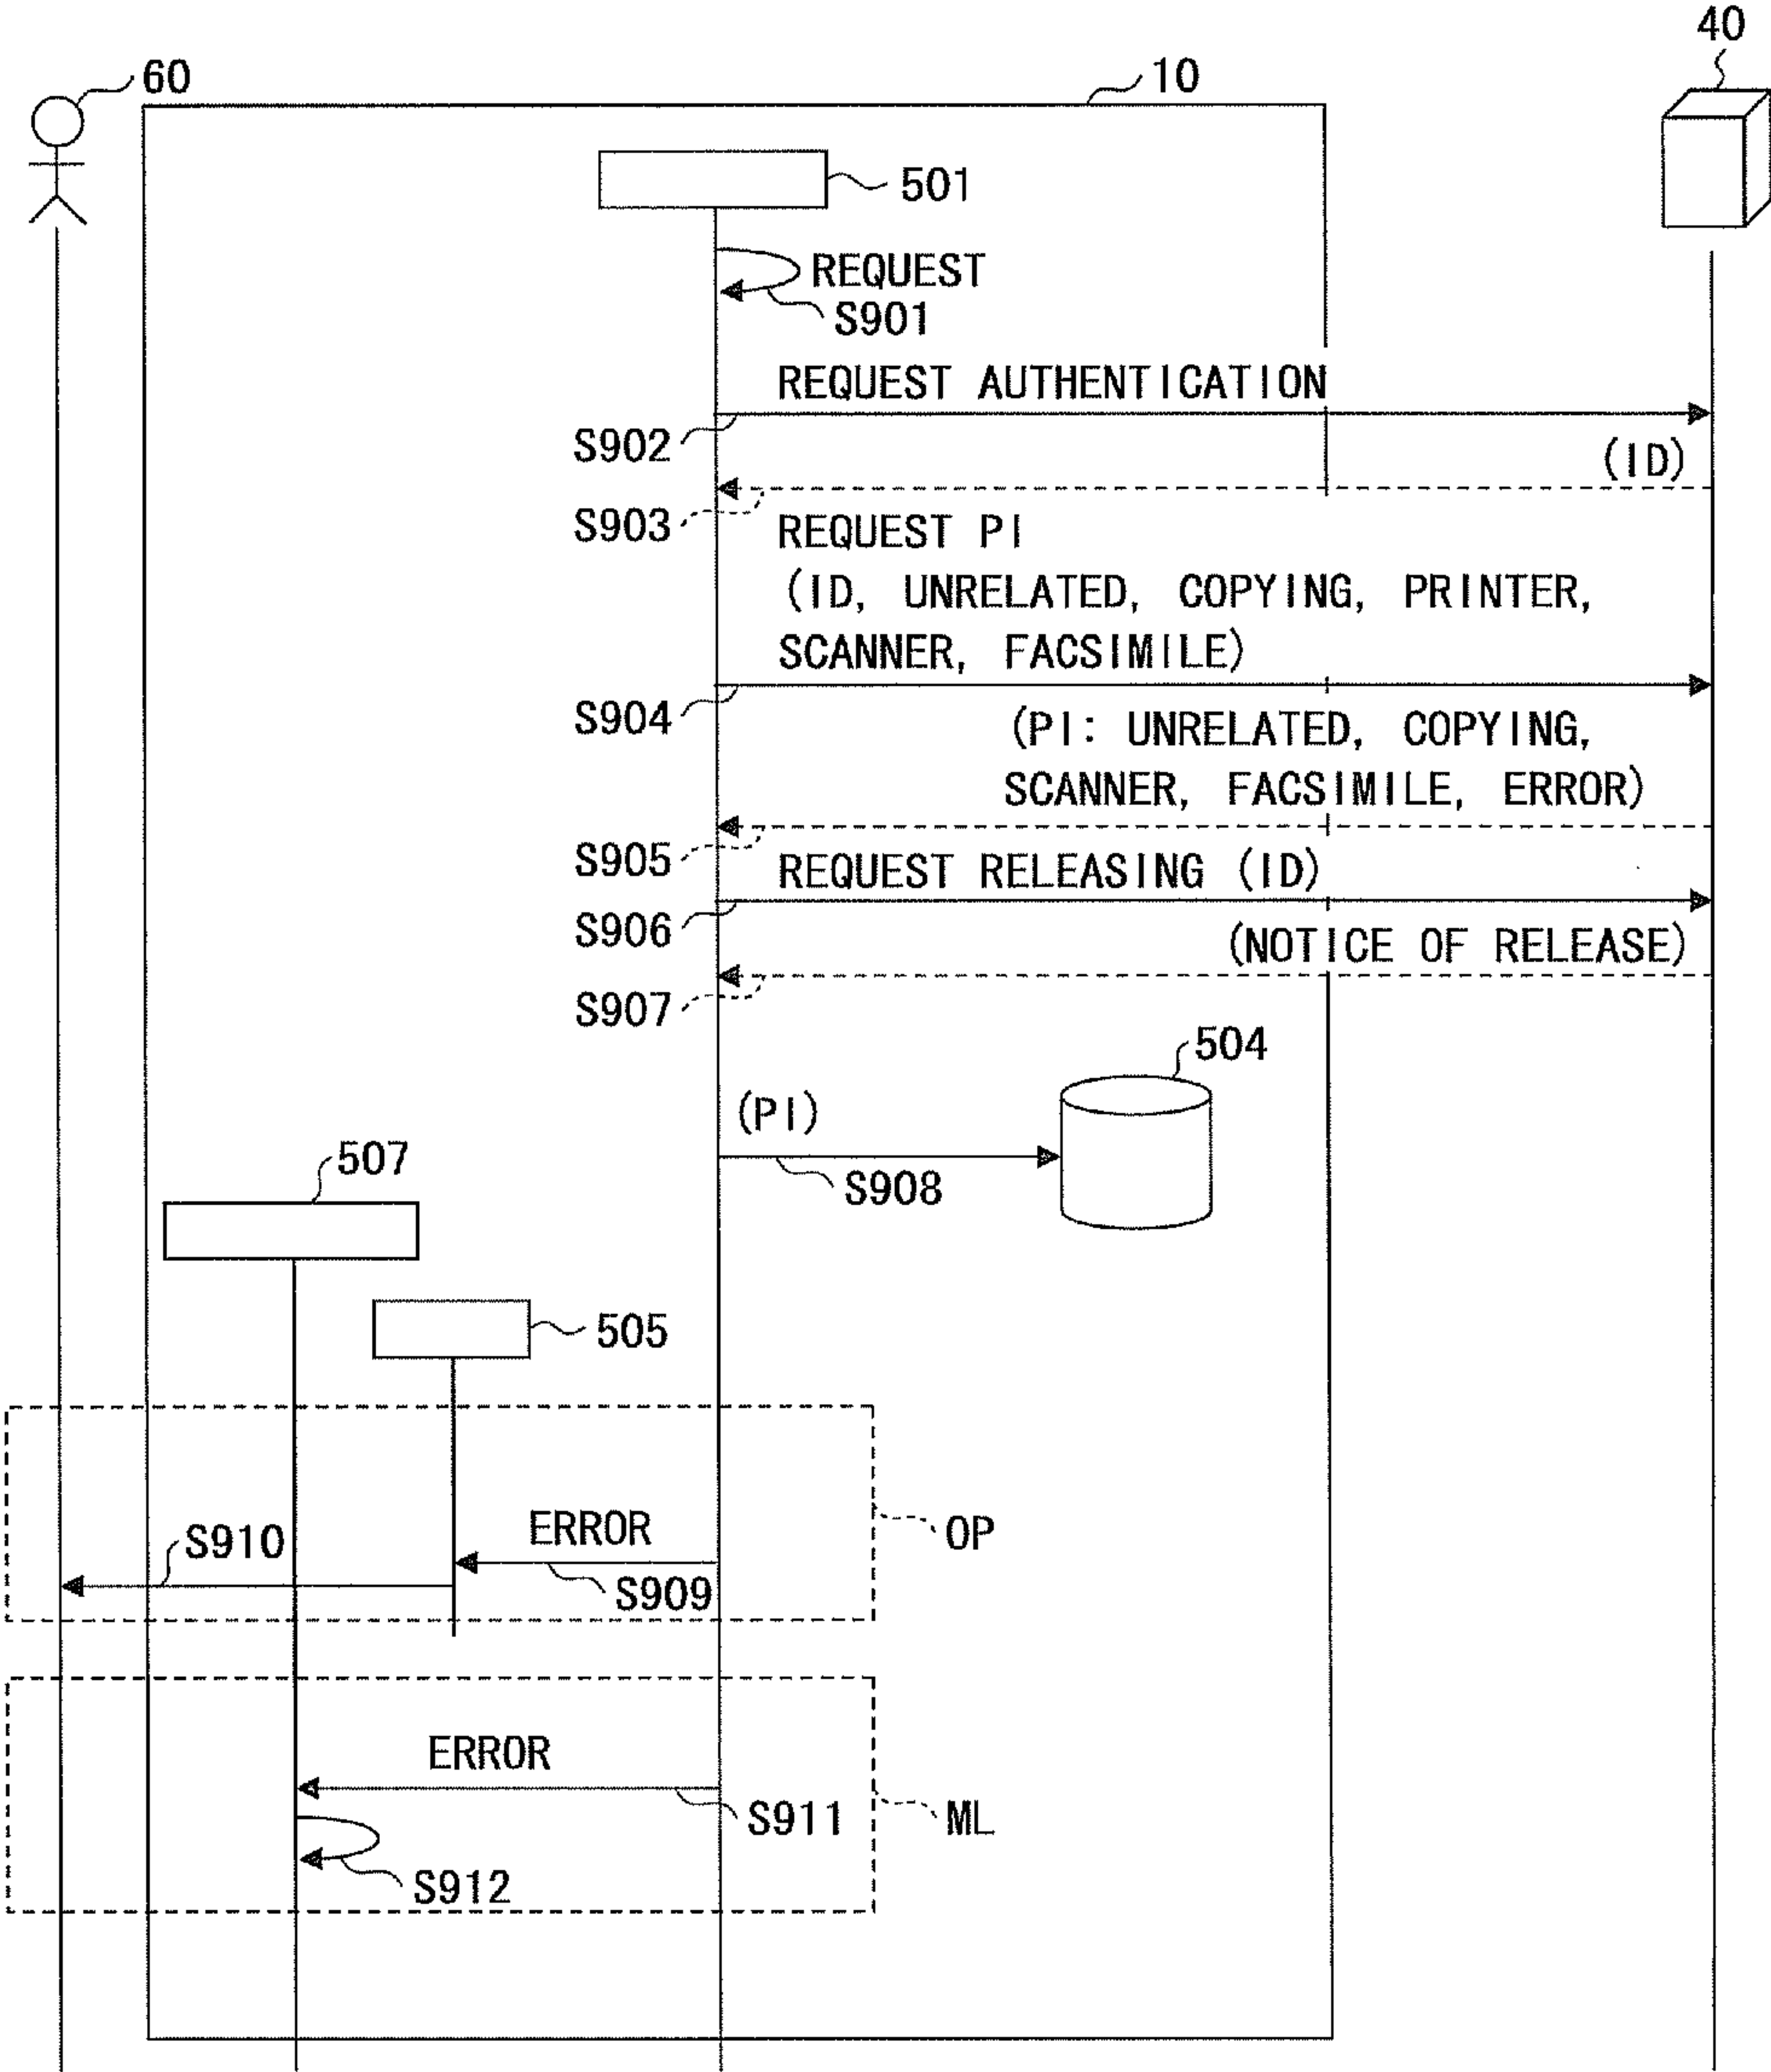 40
60
10
501
REQUEST
S901
REQUEST AUTHENTICATION
S902
(ID)
S903
REQUEST PI
(ID, UNRELATED, COPYING, PRINTER,
SCANNER, FACSIMILE)
S904
(PI: UNRELATED, COPYING,
SCANNER, FACSIMILE, ERROR)
S905
REQUEST RELEASING (ID)
S906
(NOTICE OF RELEASE)
S907
504
(PI)
S908
507
505
ERROR
OP
S910
S909
ERROR
S911
ML
S912